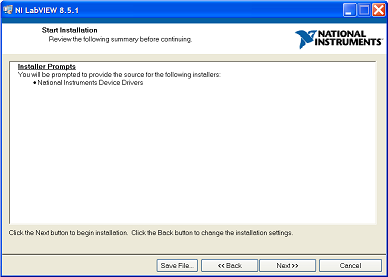 NI LabVIEW 8.5.1
Start Installation
Review the following summary before continuing.
NATIONAL
INSTRUMENTS
Installer Prompts
You will be prompted to provide the source for the following installers:
• National Instruments Device Drivers
Click the Next button to begin installation. Click the Back button to change the installation settings.
Save File... << Back Next >> Cancel